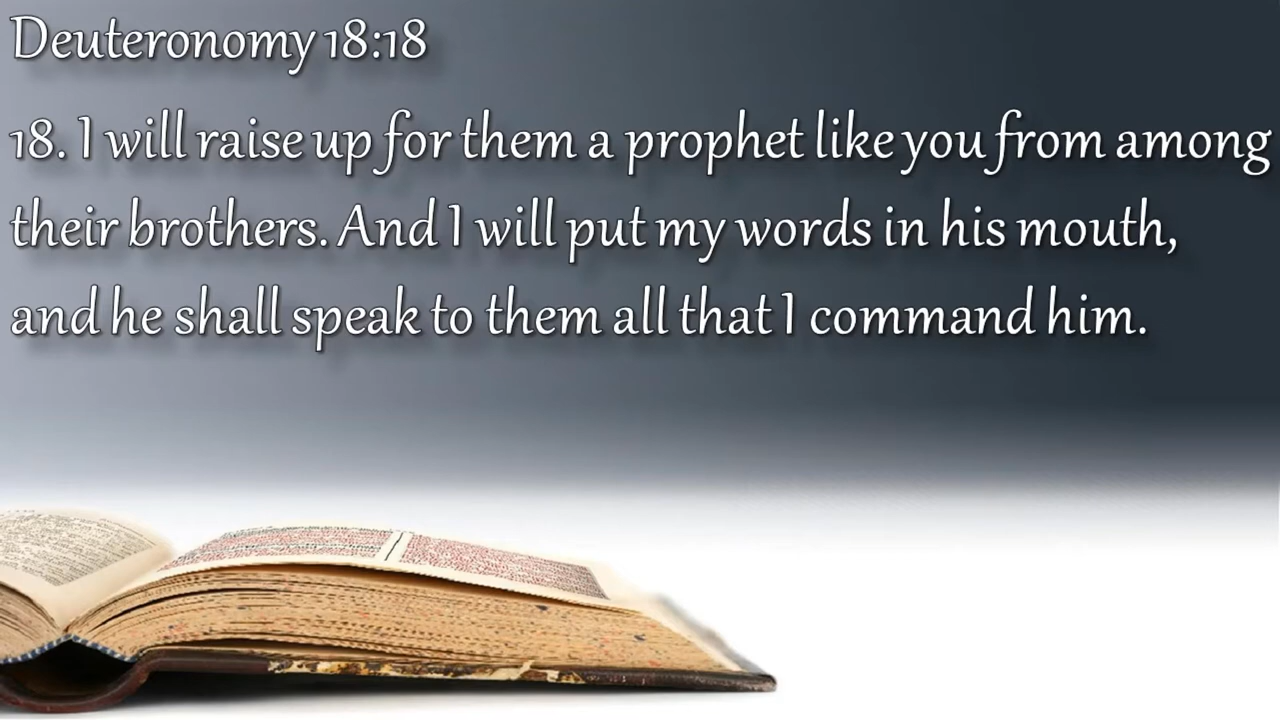 Deuteronomy 18:18
18. I will raise up for them a prophet like you from among
their brothers. And I will put my words in his mouth,
and he shall speak to them all that I command him.